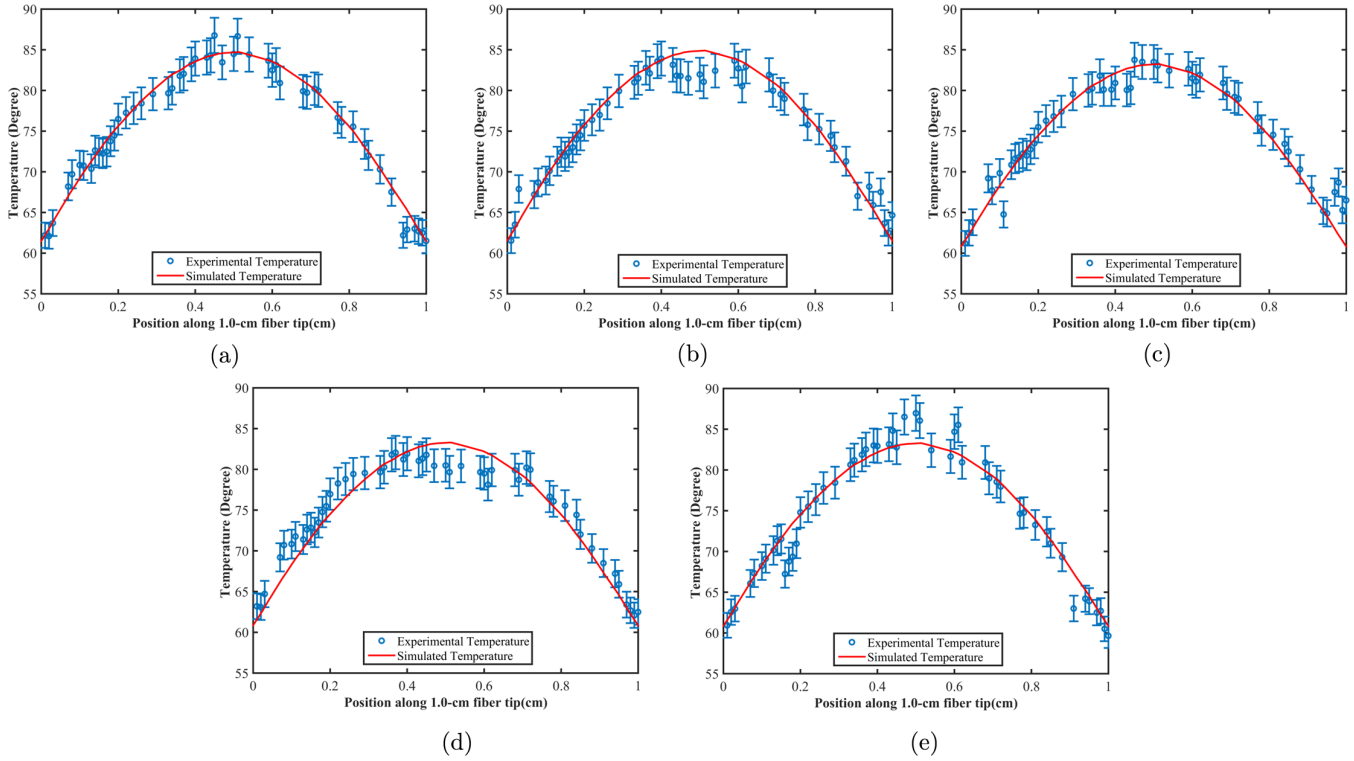 90
85
80
75
70
65
60
55
Temperature (Degree)
Experimental Temperature
Simulated Temperature
0 0.2 0.4 0.6 0.8 1
Position along 1.0-cm fiber tip(cm)
(a)
90
85
80
75
70
65
60
55
Temperature (Degree)
Experimental Temperature
Simulated Temperature
0 0.2 0.4 0.6 0.8 1
Position along 1.0-cm fiber tip(cm)
(b)
90
85
80
75
70
65
60
55
Temperature (Degree)
Experimental Temperature
Simulated Temperature
0 0.2 0.4 0.6 0.8 1
Position along 1.0-cm fiber tip(cm)
(c)
90
85
80
75
70
65
60
55
Temperature (Degree)
Experimental Temperature
Simulated Temperature
0 0.2 0.4 0.6 0.8 1
Position along 1.0-cm fiber tip(cm)
(d)
90
85
80
75
70
65
60
55
Temperature (Degree)
Experimental Temperature
Simulated Temperature
0 0.2 0.4 0.6 0.8 1
Position along 1.0-cm fiber tip(cm)
(e)